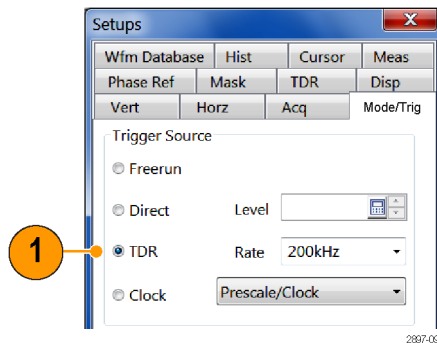 Setups
X
Wfm Database Hist Cursor Meas
Phase Ref Mask TDR Disp
Vert Horz Acq Mode/Trig
Trigger Source
Freerun
Direct Level
1 TDR Rate 200kHz
Clock Prescale/Clock
2897-09